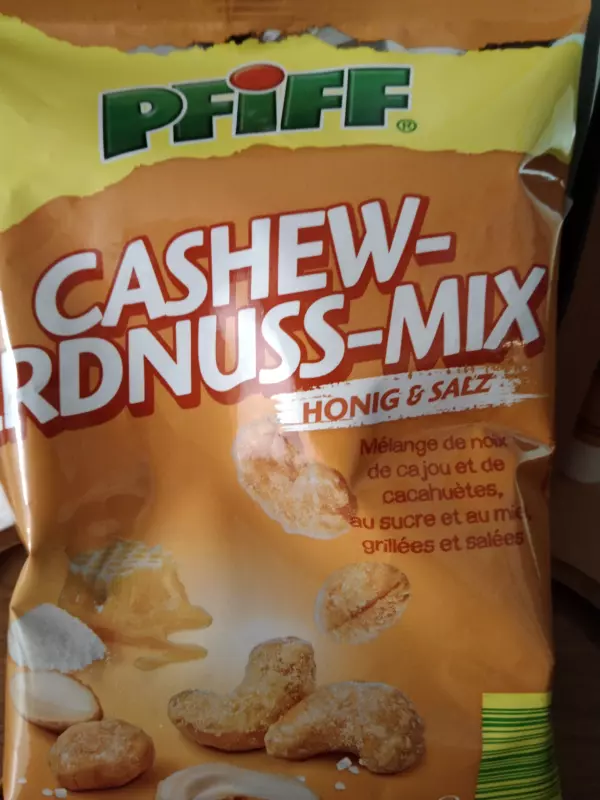 PFiFF®
CASHEW-
RDNUSS-MIX
HONIG & SALZ
Mélange de noix
de cajou et de
cacahuètes,
au sucre et au miel,
grillées et salées